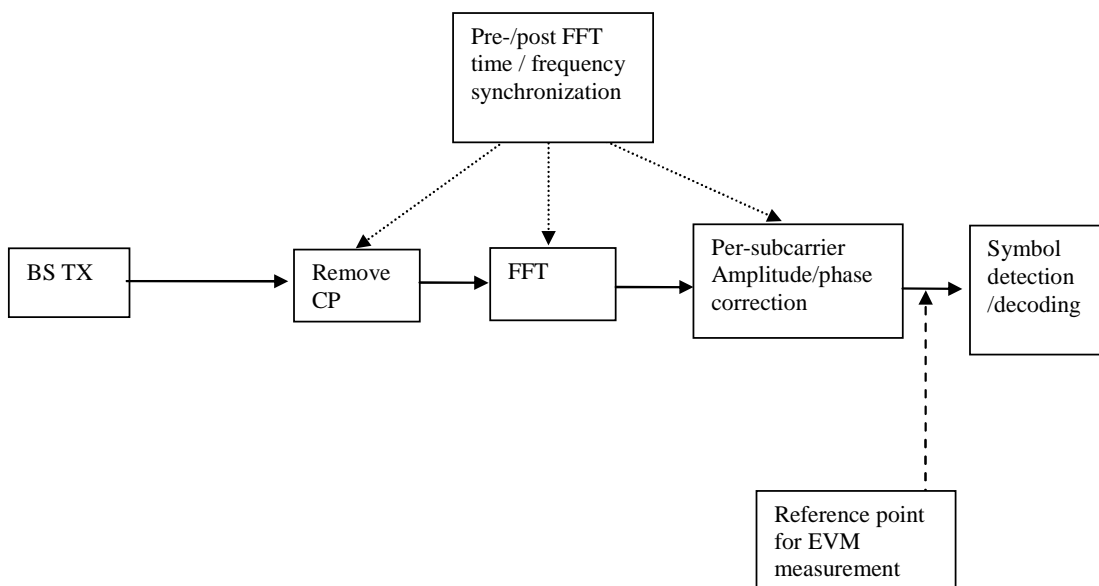 Pre-/post FFT
time / frequency
synchronization
BS TX
Remove
CP
FFT
Per-subcarrier
Amplitude/phase
correction
Symbol
detection
/decoding
Reference point
for EVM
measurement